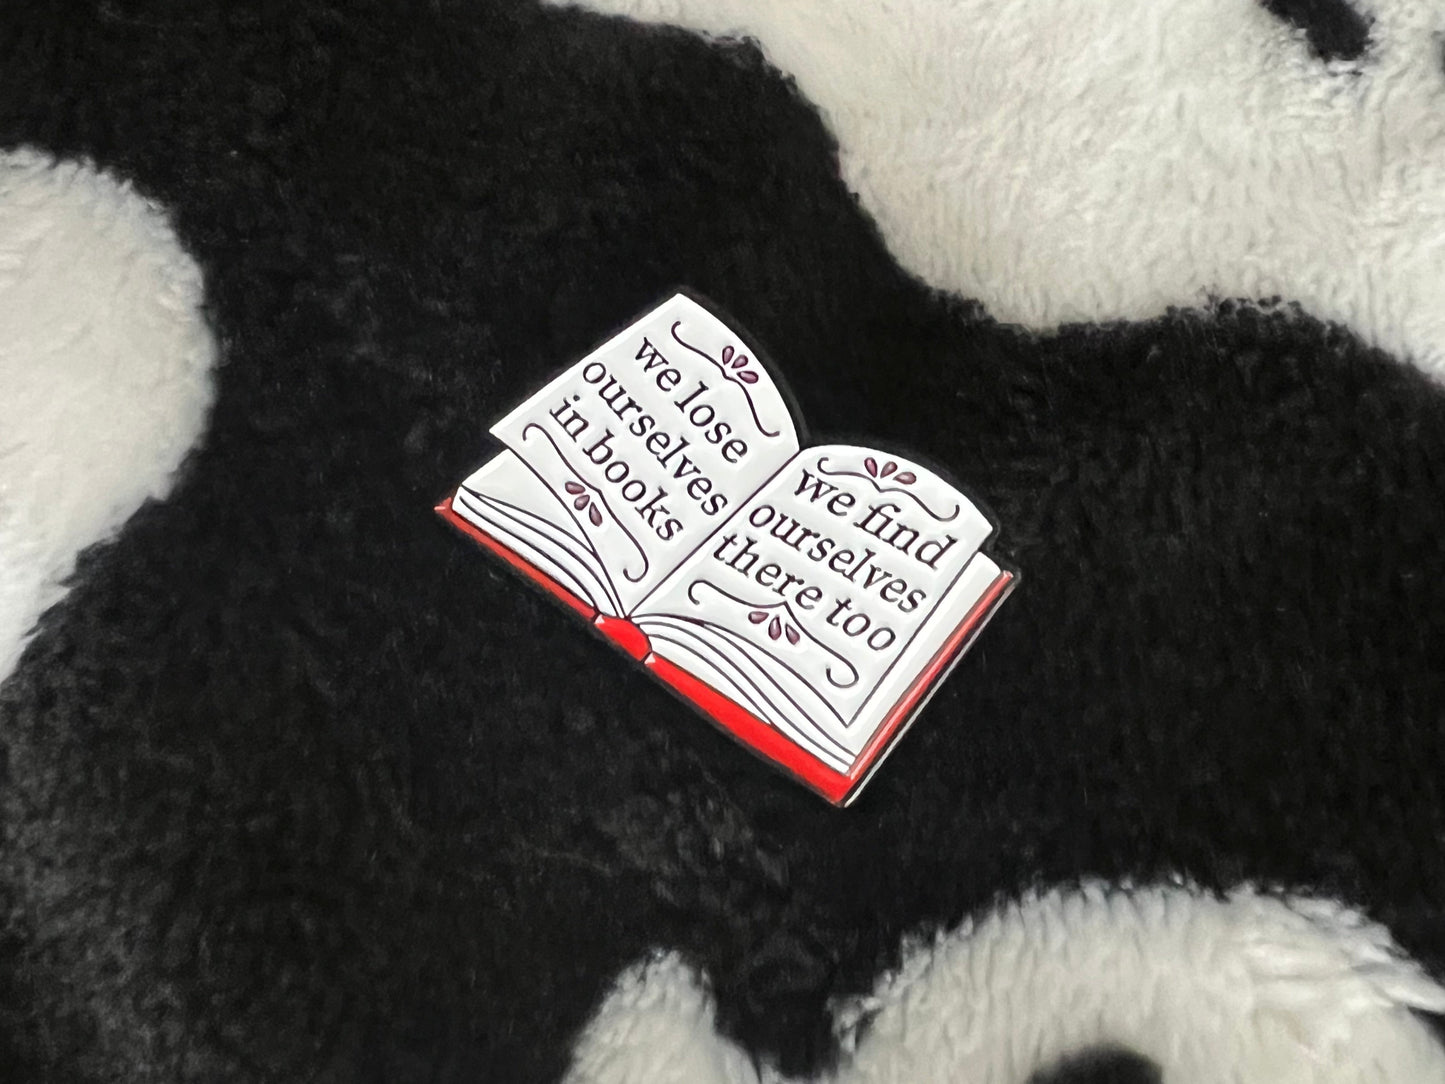 we lose
ourselves
in books
we find
ourselves
there too